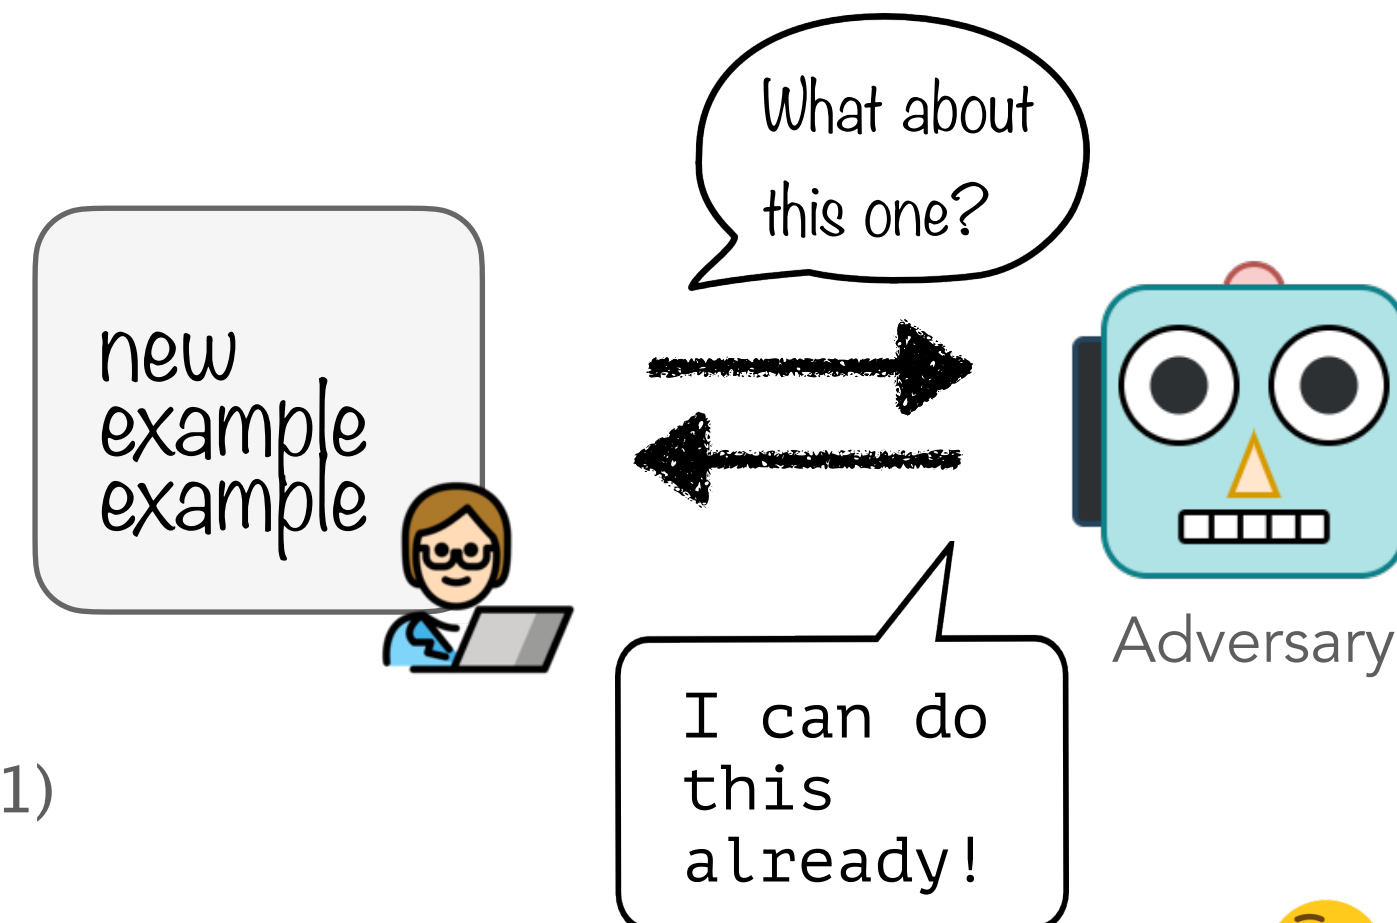 What about
this one?
new
example
example
Adversary
I can do
this
already!
1)